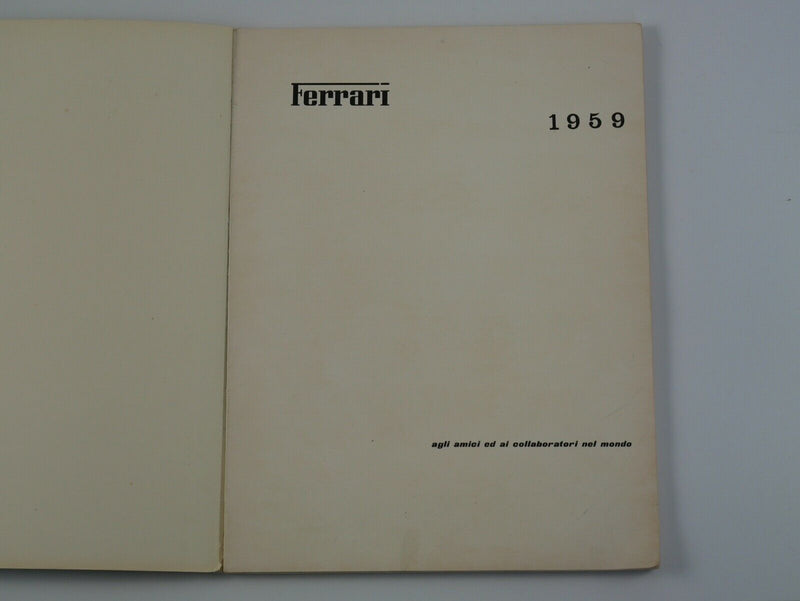 Ferrari
1959
agli amici ed ai collaboratori nel mondo